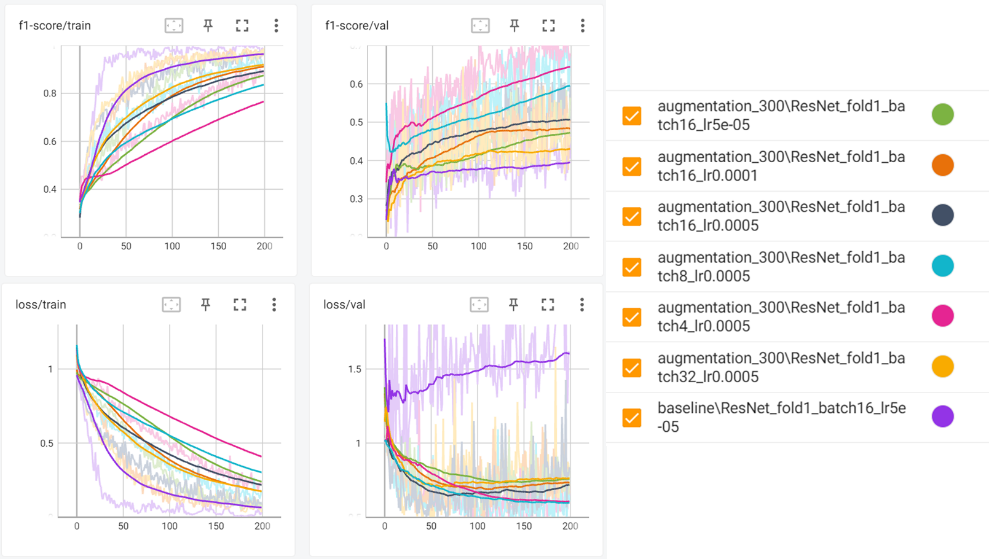 f1-score/train
0.8
0.6
0.4
0
50
100
150
200
f1-score/val
0.6
0.5
0.4
0.3
0
50
100
150
200
loss/train
1
0.5
0
50
100
150
200
loss/val
1.5
1
0
50
100
150
200
augmentation_300\ResNet_fold1_ba
tch16_lr5e-05
augmentation_300\ResNet_fold1_ba
tch16_lr0.0001
augmentation_300\ResNet_fold1_ba
tch16_lr0.0005
augmentation_300\ResNet_fold1_ba
tch8_lr0.0005
augmentation_300\ResNet_fold1_ba
tch4_lr0.0005
augmentation_300\ResNet_fold1_ba
tch32_lr0.0005
baseline\ResNet_fold1_batch16_lr5e
-05